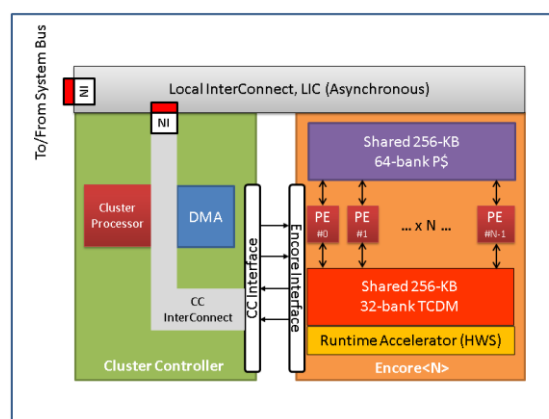 To/From System Bus
NI
Local InterConnect, LIC (Asynchronous)
NI
Shared 256-KB
64-bank P$
Cluster
Processor
DMA
CC Interface
Encore Interface
PE
#0
PE
#1
... x N ...
PE
#N-1
CC
InterConnect
Shared 256-KB
32-bank TCDM
Runtime Accelerator (HWS)
Cluster Controller
Encore<N>